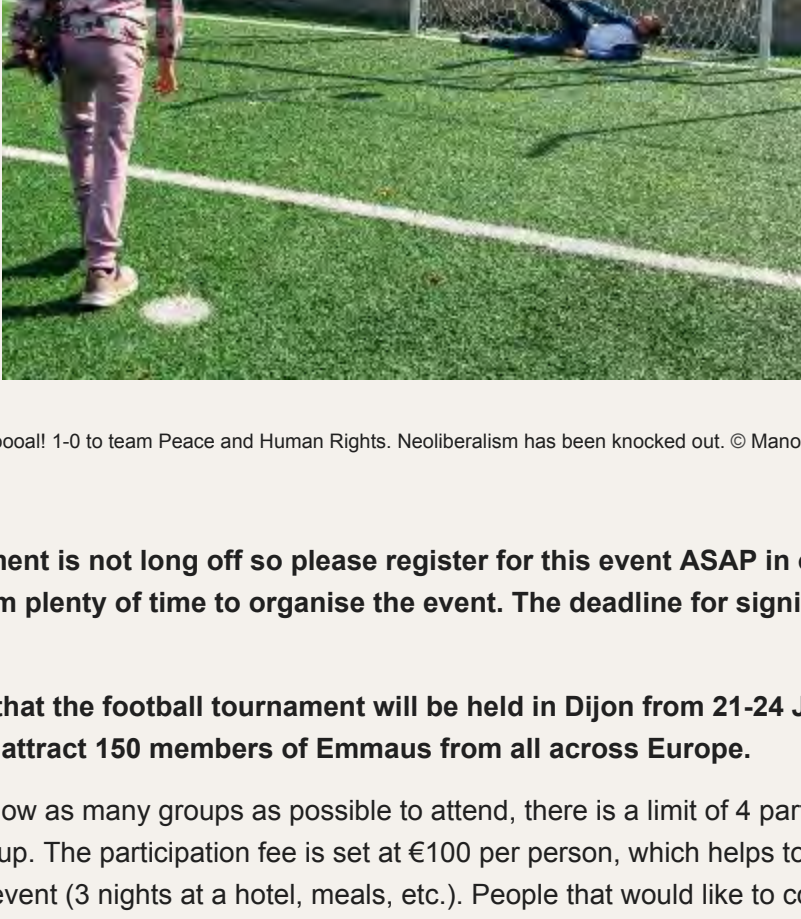 oooal! 1-0 to team Peace and Human Rights. Neoliberalism has been knocked out. © Mano
ment is not long off so please register for this event ASAP in
m plenty of time to organise the event. The deadline for signi
that the football tournament will be held in Dijon from 21-24 J
attract 150 members of Emmaus from all across Europe.
ow as many groups as possible to attend, there is a limit of 4 par
up. The participation fee is set at €100 per person, which helps to
event (3 nights at a hotel, meals, etc.). People that would like to co